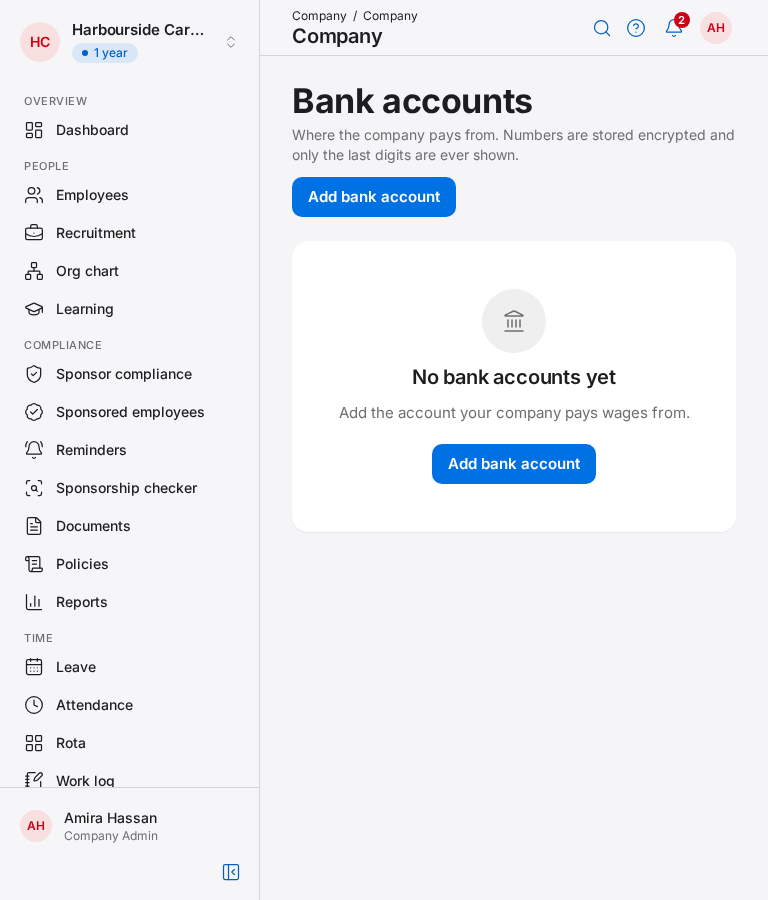 HC
Harbourside Car...
1 year
OVERVIEW
Dashboard
PEOPLE
Employees
Recruitment
Org chart
Learning
COMPLIANCE
Sponsor compliance
Sponsored employees
Reminders
Sponsorship checker
Documents
Policies
Reports
TIME
Leave
Attendance
Rota
Work log
AH
Amira Hassan
Company Admin
Company / Company
Company
2
AH
Bank accounts
Where the company pays from. Numbers are stored encrypted and
only the last digits are ever shown.
Add bank account
No bank accounts yet
Add the account your company pays wages from.
Add bank account